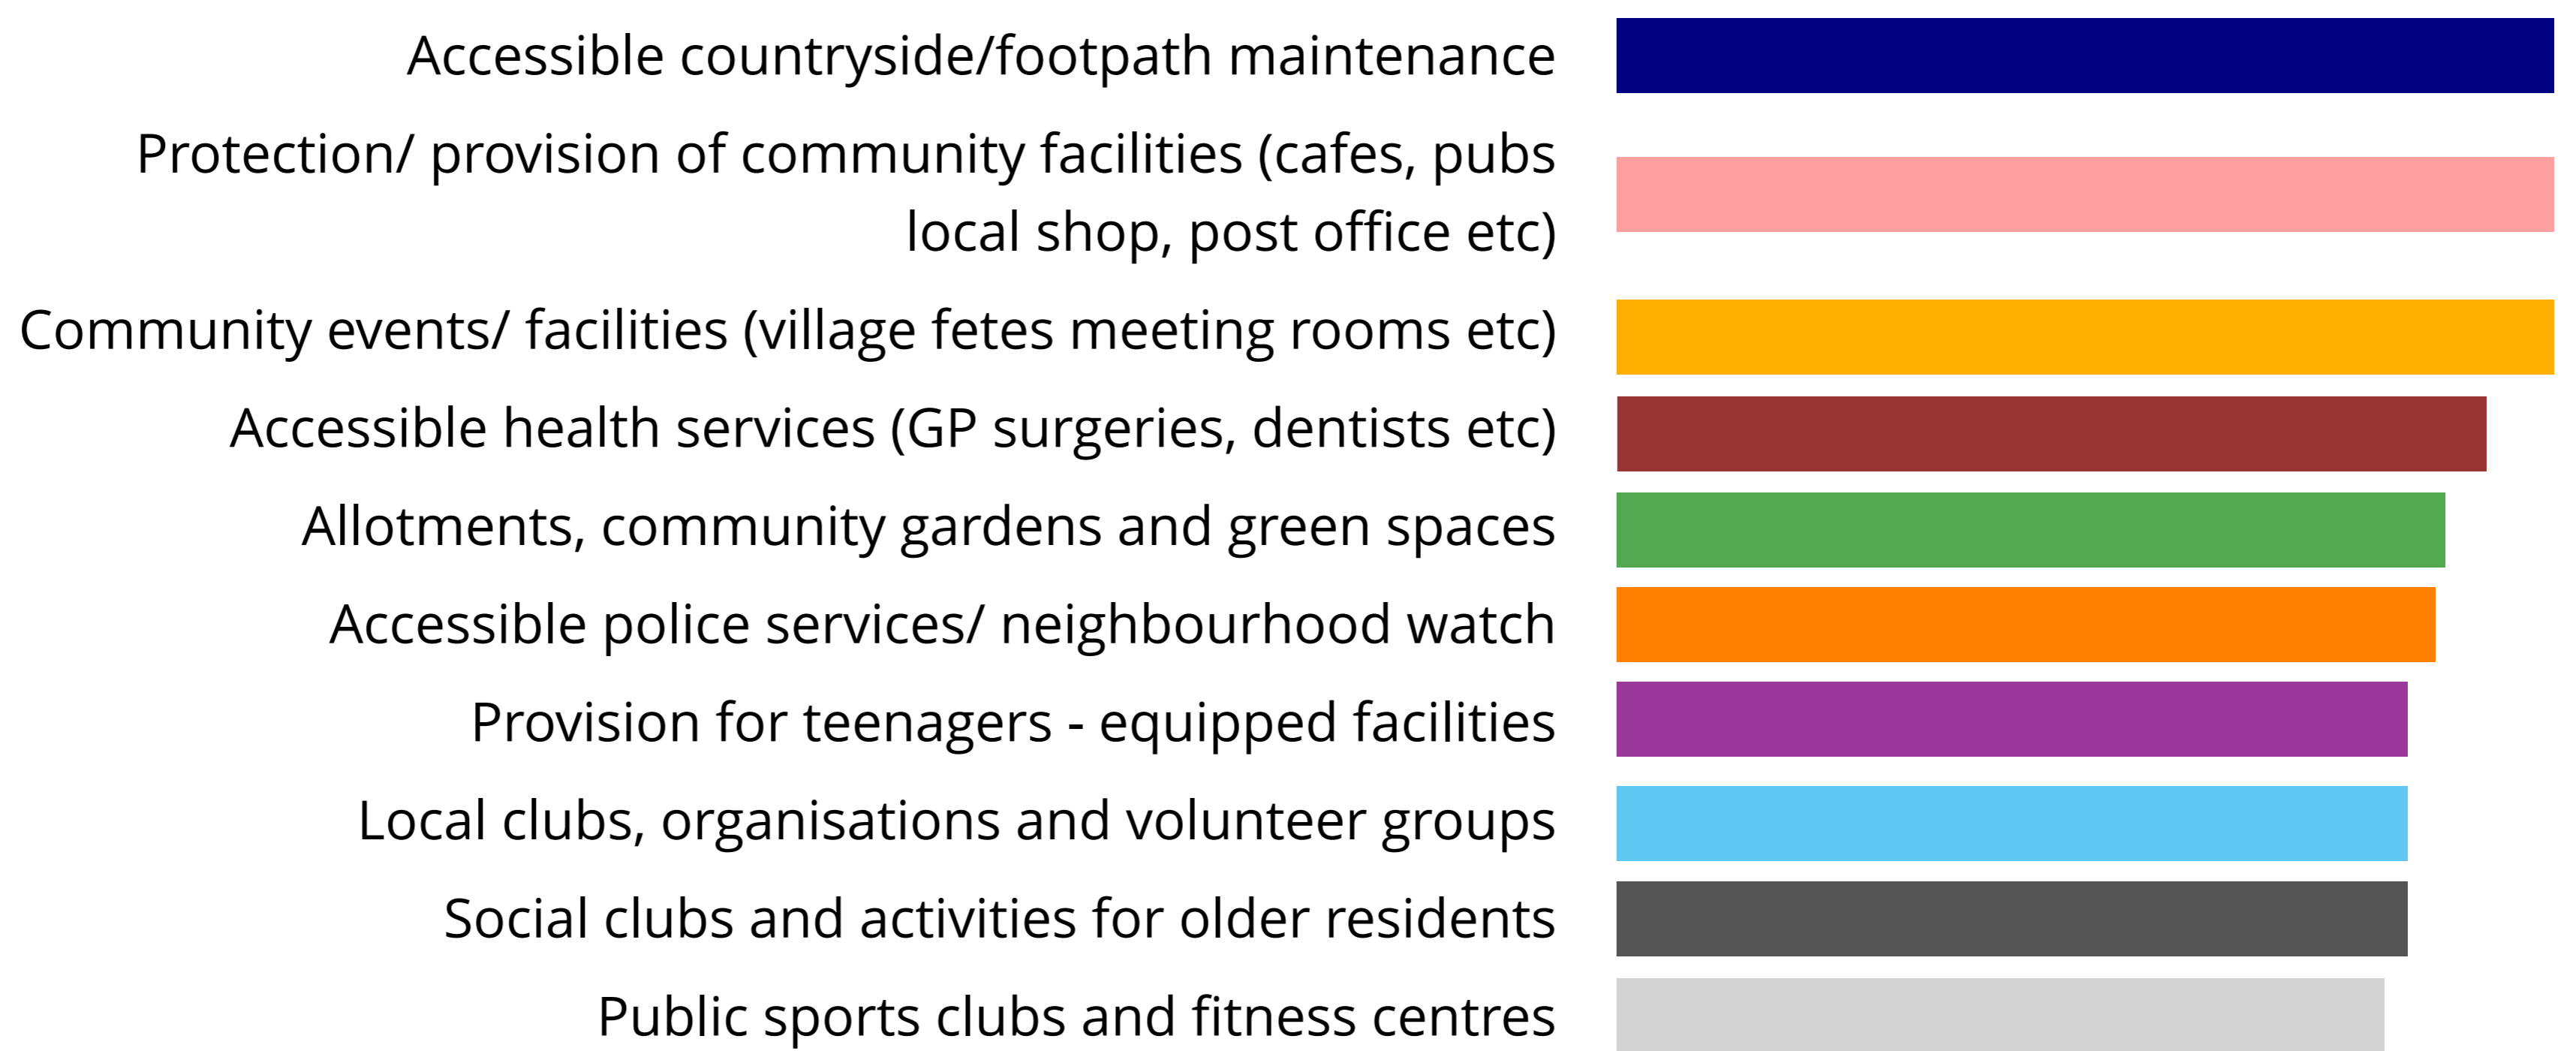 Accessible countryside/footpath maintenance
Protection/ provision of community facilities (cafes, pubs
local shop, post office etc)
Community events/ facilities (village fetes meeting rooms etc)
Accessible health services (GP surgeries, dentists etc)
Allotments, community gardens and green spaces
Accessible police services/ neighbourhood watch
Provision for teenagers - equipped facilities
Local clubs, organisations and volunteer groups
Social clubs and activities for older residents
Public sports clubs and fitness centres